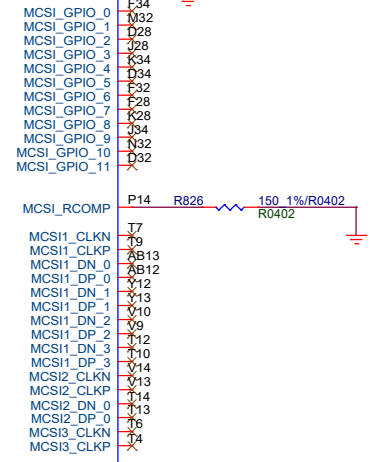 F34
MCSI_GPIO_0 M32
MCSI_GPIO_1 D28
MCSI_GPIO_2 J28
MCSI_GPIO_3 K34
MCSI_GPIO_4 D34
MCSI_GPIO_5 F32
MCSI_GPIO_6 F28
MCSI_GPIO_7 K28
MCSI_GPIO_8 J34
MCSI_GPIO_9 N32
MCSI_GPIO_10 D32
MCSI_GPIO_11
MCSI_RCOMP P14 R826 150_1%/R0402
R0402
T7
MCSI1_CLKN T9
MCSI1_CLKP AB13
MCSI1_DN_0 AB12
MCSI1_DP_0 Y12
MCSI1_DN_1 Y13
MCSI1_DP_1 V10
MCSI1_DN_2 V9
MCSI1_DP_2 T12
MCSI1_DN_3 T10
MCSI1_DP_3 V14
MCSI2_CLKN V13
MCSI2_CLKP T14
MCSI2_DN_0 T13
MCSI2_DP_0 T6
MCSI3_CLKN T4
MCSI3_CLKP